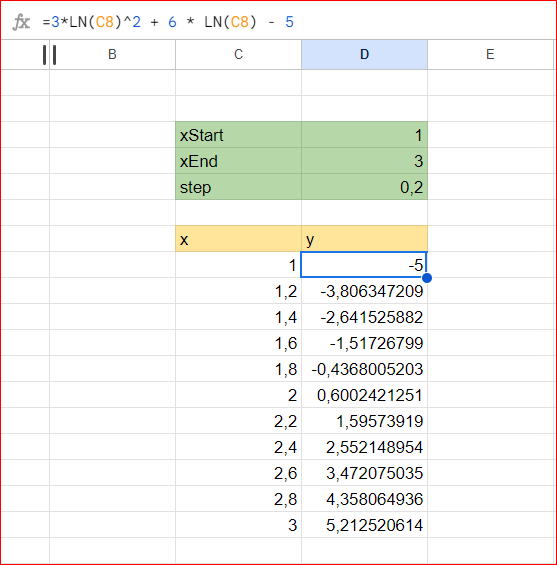 fx =3*LN(C8)^2 + 6 * LN(C8) - 5
B C D E
xStart 1
xEnd 3
step 0,2
x y
1 -5
1,2 -3,806347209
1,4 -2,641525882
1,6 -1,51726799
1,8 -0,4368005203
2 0,6002421251
2,2 1,59573919
2,4 2,552148954
2,6 3,472075035
2,8 4,358064936
3 5,212520614